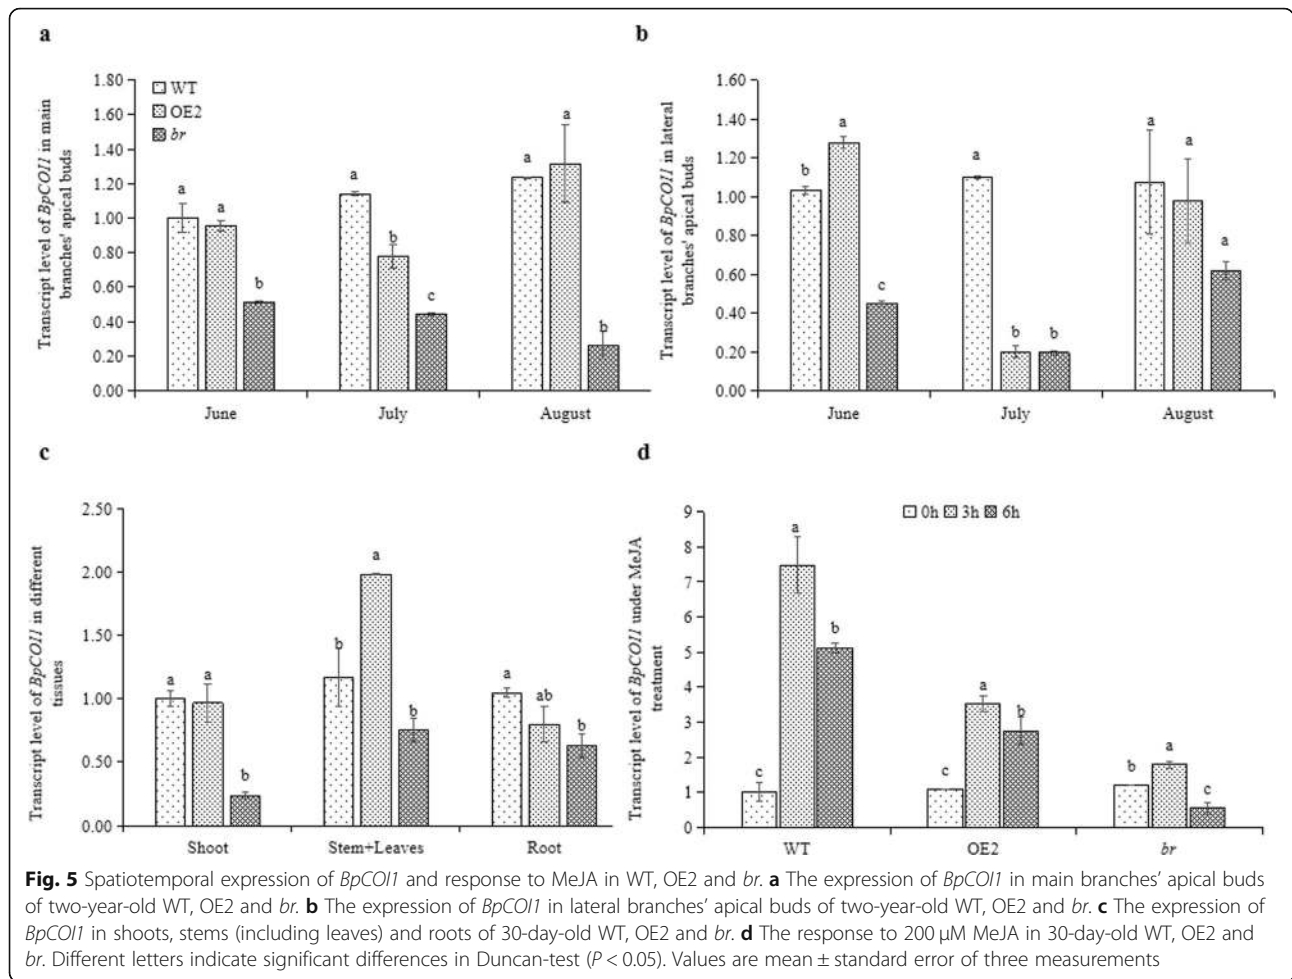 a
Transcript level of BpCOI1 in main
branches' apical buds
1.80
1.60
1.40
1.20
1.00
0.80
0.60
0.40
0.20
0.00
WT
OE2
br
a
a
b
a
b
c
a
a
b
June
July
August
b
Transcript level of BpCOI1 in lateral
branches' apical buds
1.60
1.40
1.20
1.00
0.80
0.60
0.40
0.20
0.00
b
a
c
a
b
b
a
a
a
June
July
August
c
Transcript level of BpCOI1 in different
tissues
2.50
2.00
1.50
1.00
0.50
0.00
a
a
b
b
a
b
a
ab
b
Shoot
Stem+Leaves
Root
d
Transcript level of BpCOI1 under MeJA
treatment
9
8
7
6
5
4
3
2
1
0
0h 3h 6h
c
a
b
c
a
b
b
a
c
WT
OE2
br
Fig. 5 Spatiotemporal expression of BpCOI1 and response to MeJA in WT, OE2 and br. a The expression of BpCOI1 in main branches' apical buds
of two-year-old WT, OE2 and br. b The expression of BpCOI1 in lateral branches' apical buds of two-year-old WT, OE2 and br. c The expression of
BpCOI1 in shoots, stems (including leaves) and roots of 30-day-old WT, OE2 and br. d The response to 200 μM MeJA in 30-day-old WT, OE2 and
br. Different letters indicate significant differences in Duncan-test (P < 0.05). Values are mean ± standard error of three measurements